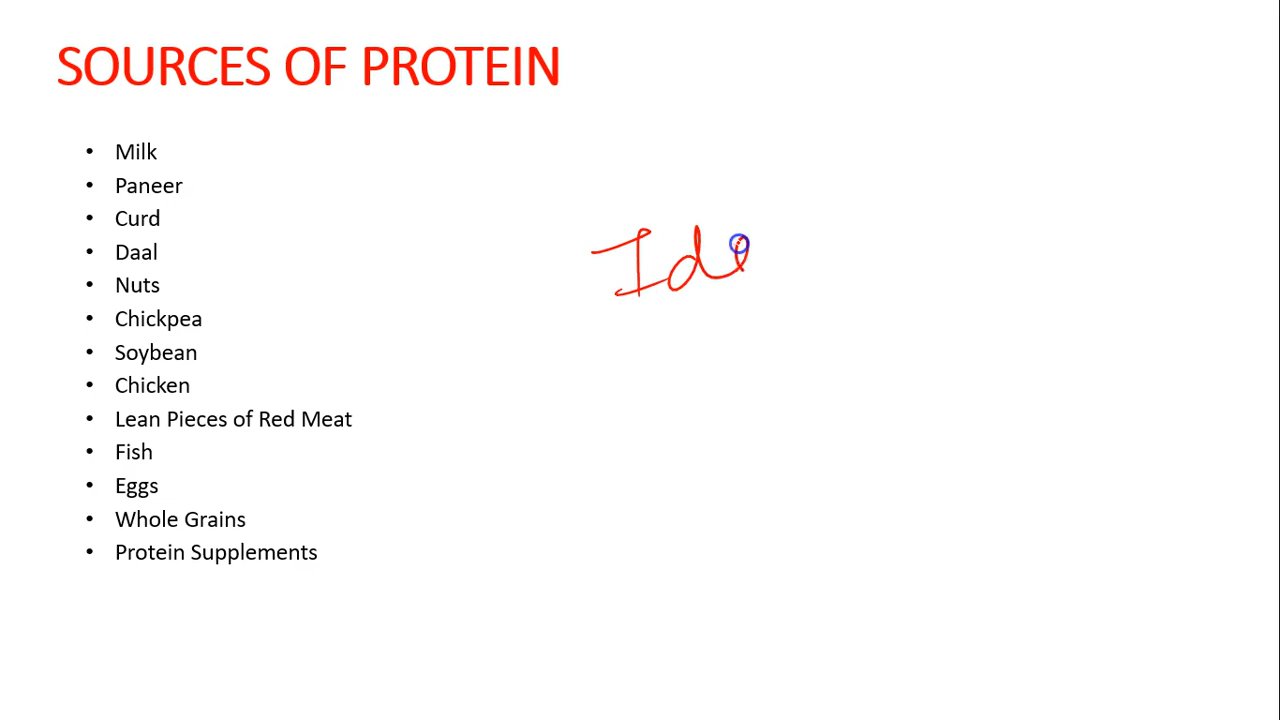 SOURCES OF PROTEIN
• Milk
• Paneer
• Curd
• Daal
• Nuts
• Chickpea
• Soybean
• Chicken
• Lean Pieces of Red Meat
• Fish
• Eggs
• Whole Grains
• Protein Supplements
Ide